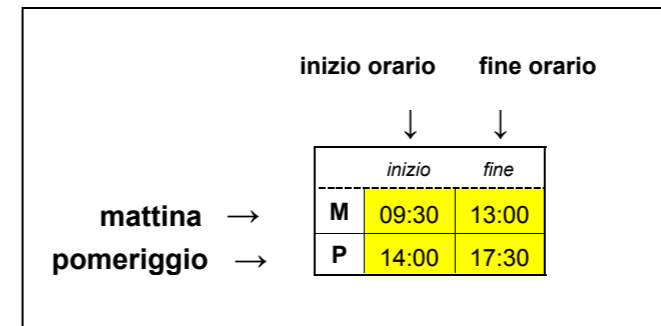 inizio orario fine orario
↓ ↓
inizio fine
mattina → M 09:30 13:00
pomeriggio → P 14:00 17:30